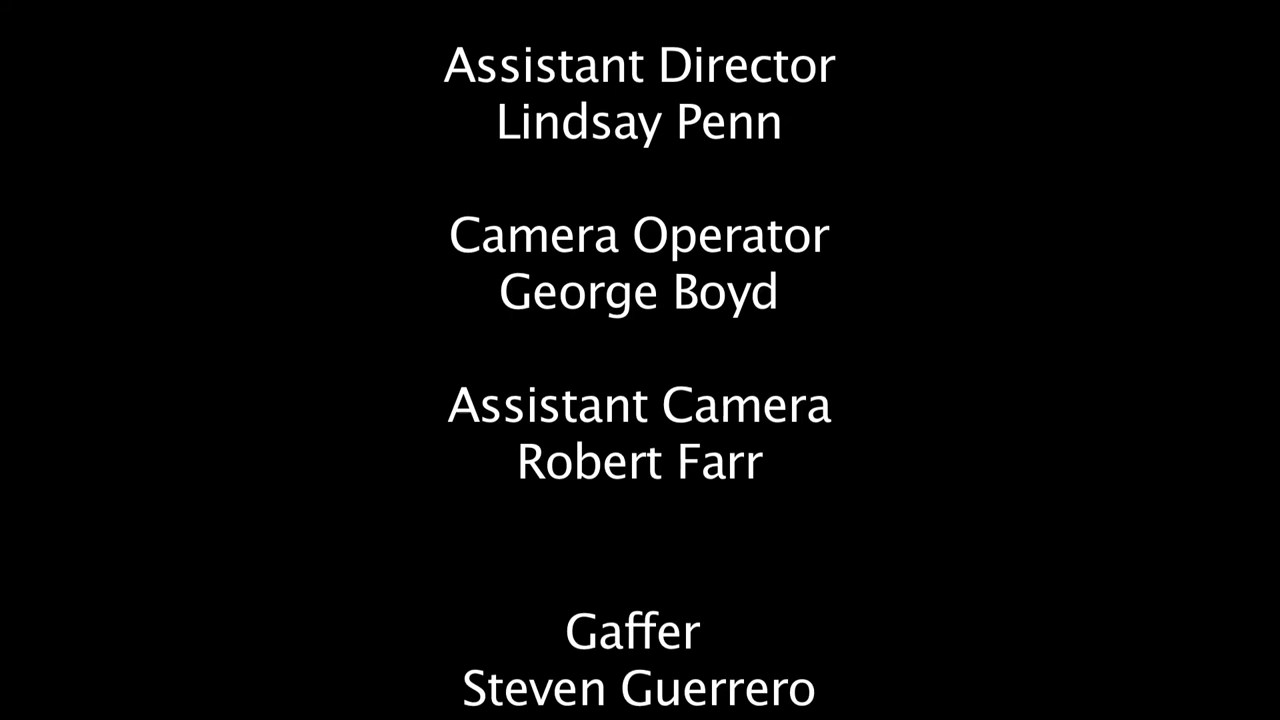 Assistant Director
Lindsay Penn
Camera Operator
George Boyd
Assistant Camera
Robert Farr
Gaffer
Steven Guerrero